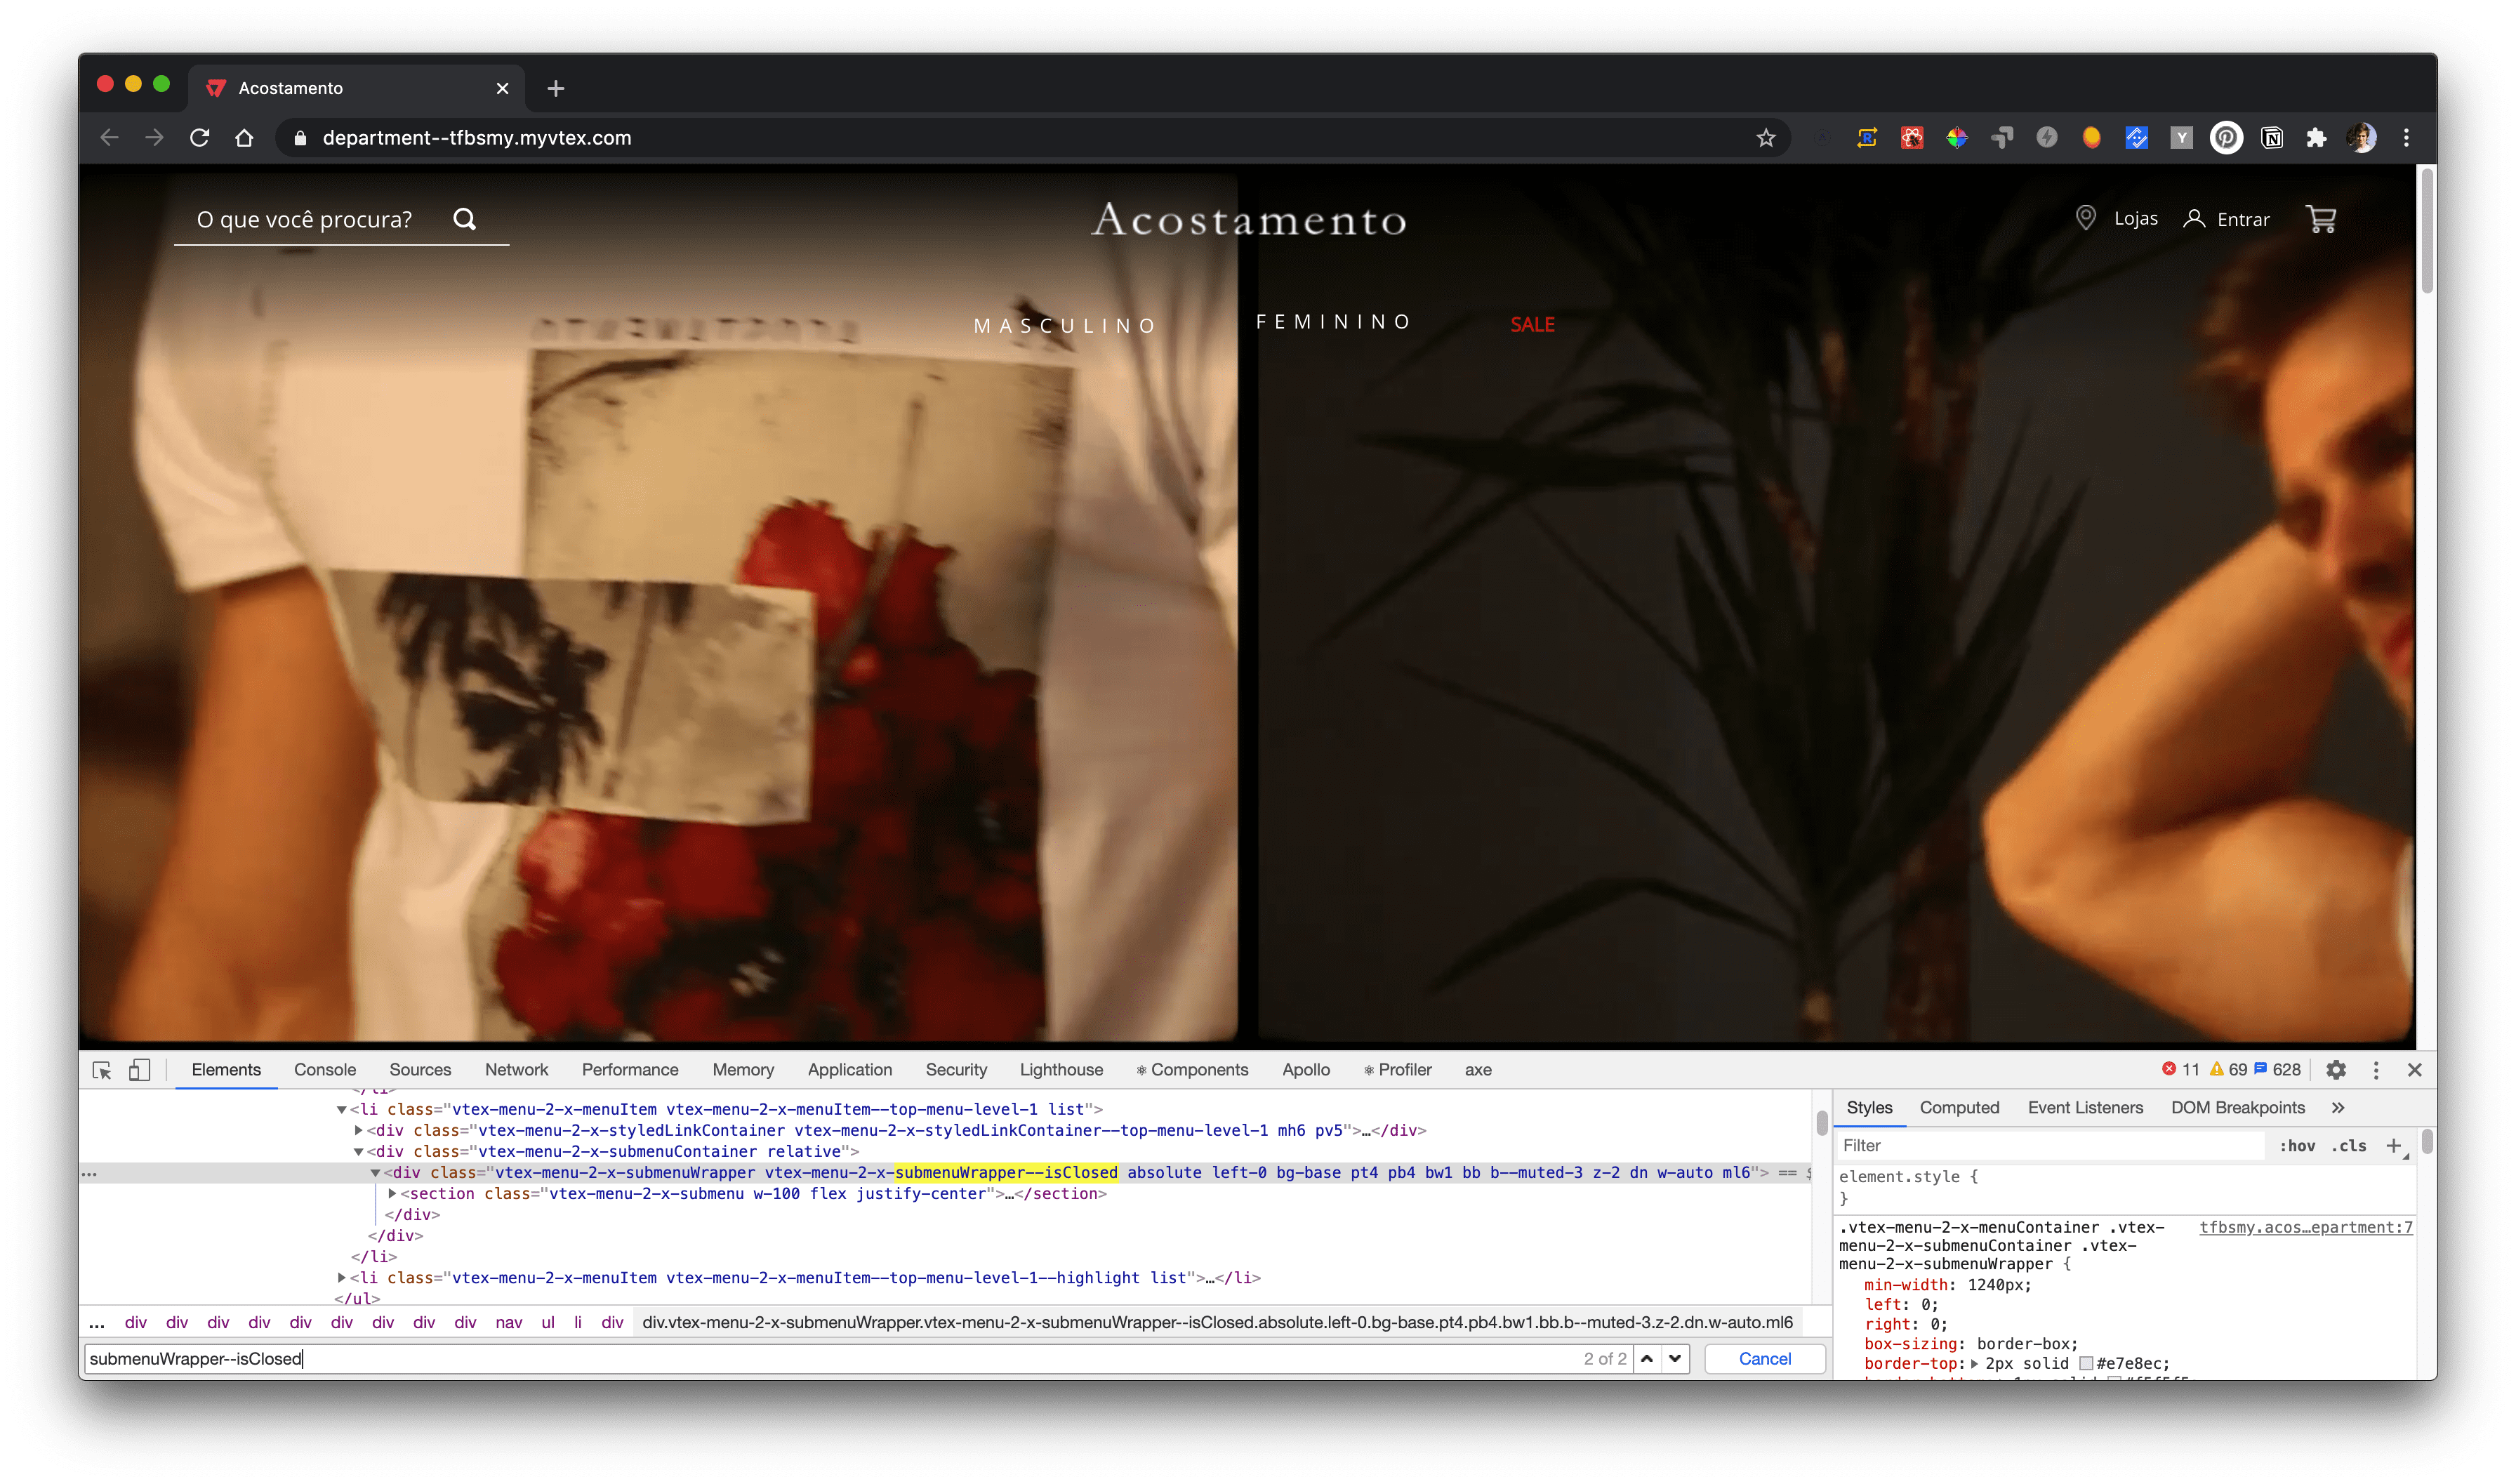 Acostamento
department--tfbsmy.myvtex.com
O que você procura?
Acostamento
Lojas
Entrar
MASCULINO
FEMININO
SALE
Elements Console Sources Network Performance Memory Application Security Lighthouse Components Apollo Profiler axe
11 69 628
</li>
<li class="vtex-menu-2-x-menuItem vtex-menu-2-x-menuItem--top-menu-level-1 list">
<div class="vtex-menu-2-x-styledLinkContainer vtex-menu-2-x-styledLinkContainer--top-menu-level-1 mh6 pv5">…</div>
<div class="vtex-menu-2-x-submenuContainer relative">
... <div class="vtex-menu-2-x-submenuWrapper vtex-menu-2-x-submenuWrapper--isClosed absolute left-0 bg-base pt4 pb4 bw1 bb b--muted-3 z-2 dn w-auto ml6"> == $
<section class="vtex-menu-2-x-submenu w-100 flex justify-center">…</section>
</div>
</div>
</li>
<li class="vtex-menu-2-x-menuItem vtex-menu-2-x-menuItem--top-menu-level-1--highlight list">…</li>
</ul>
... div div div div div div div div div nav ul li div div.vtex-menu-2-x-submenuWrapper.vtex-menu-2-x-submenuWrapper--isClosed.absolute.left-0.bg-base.pt4.pb4.bw1.bb.b--muted-3.z-2.dn.w-auto.ml6
submenuWrapper--isClosed 2 of 2 Cancel
Styles Computed Event Listeners DOM Breakpoints »
Filter :hov .cls +
element.style {
}
.vtex-menu-2-x-menuContainer .vtex- tfbsmy.acos…epartment:7
menu-2-x-submenuContainer .vtex-
menu-2-x-submenuWrapper {
min-width: 1240px;
left: 0;
right: 0;
box-sizing: border-box;
border-top: 2px solid #e7e8ec;